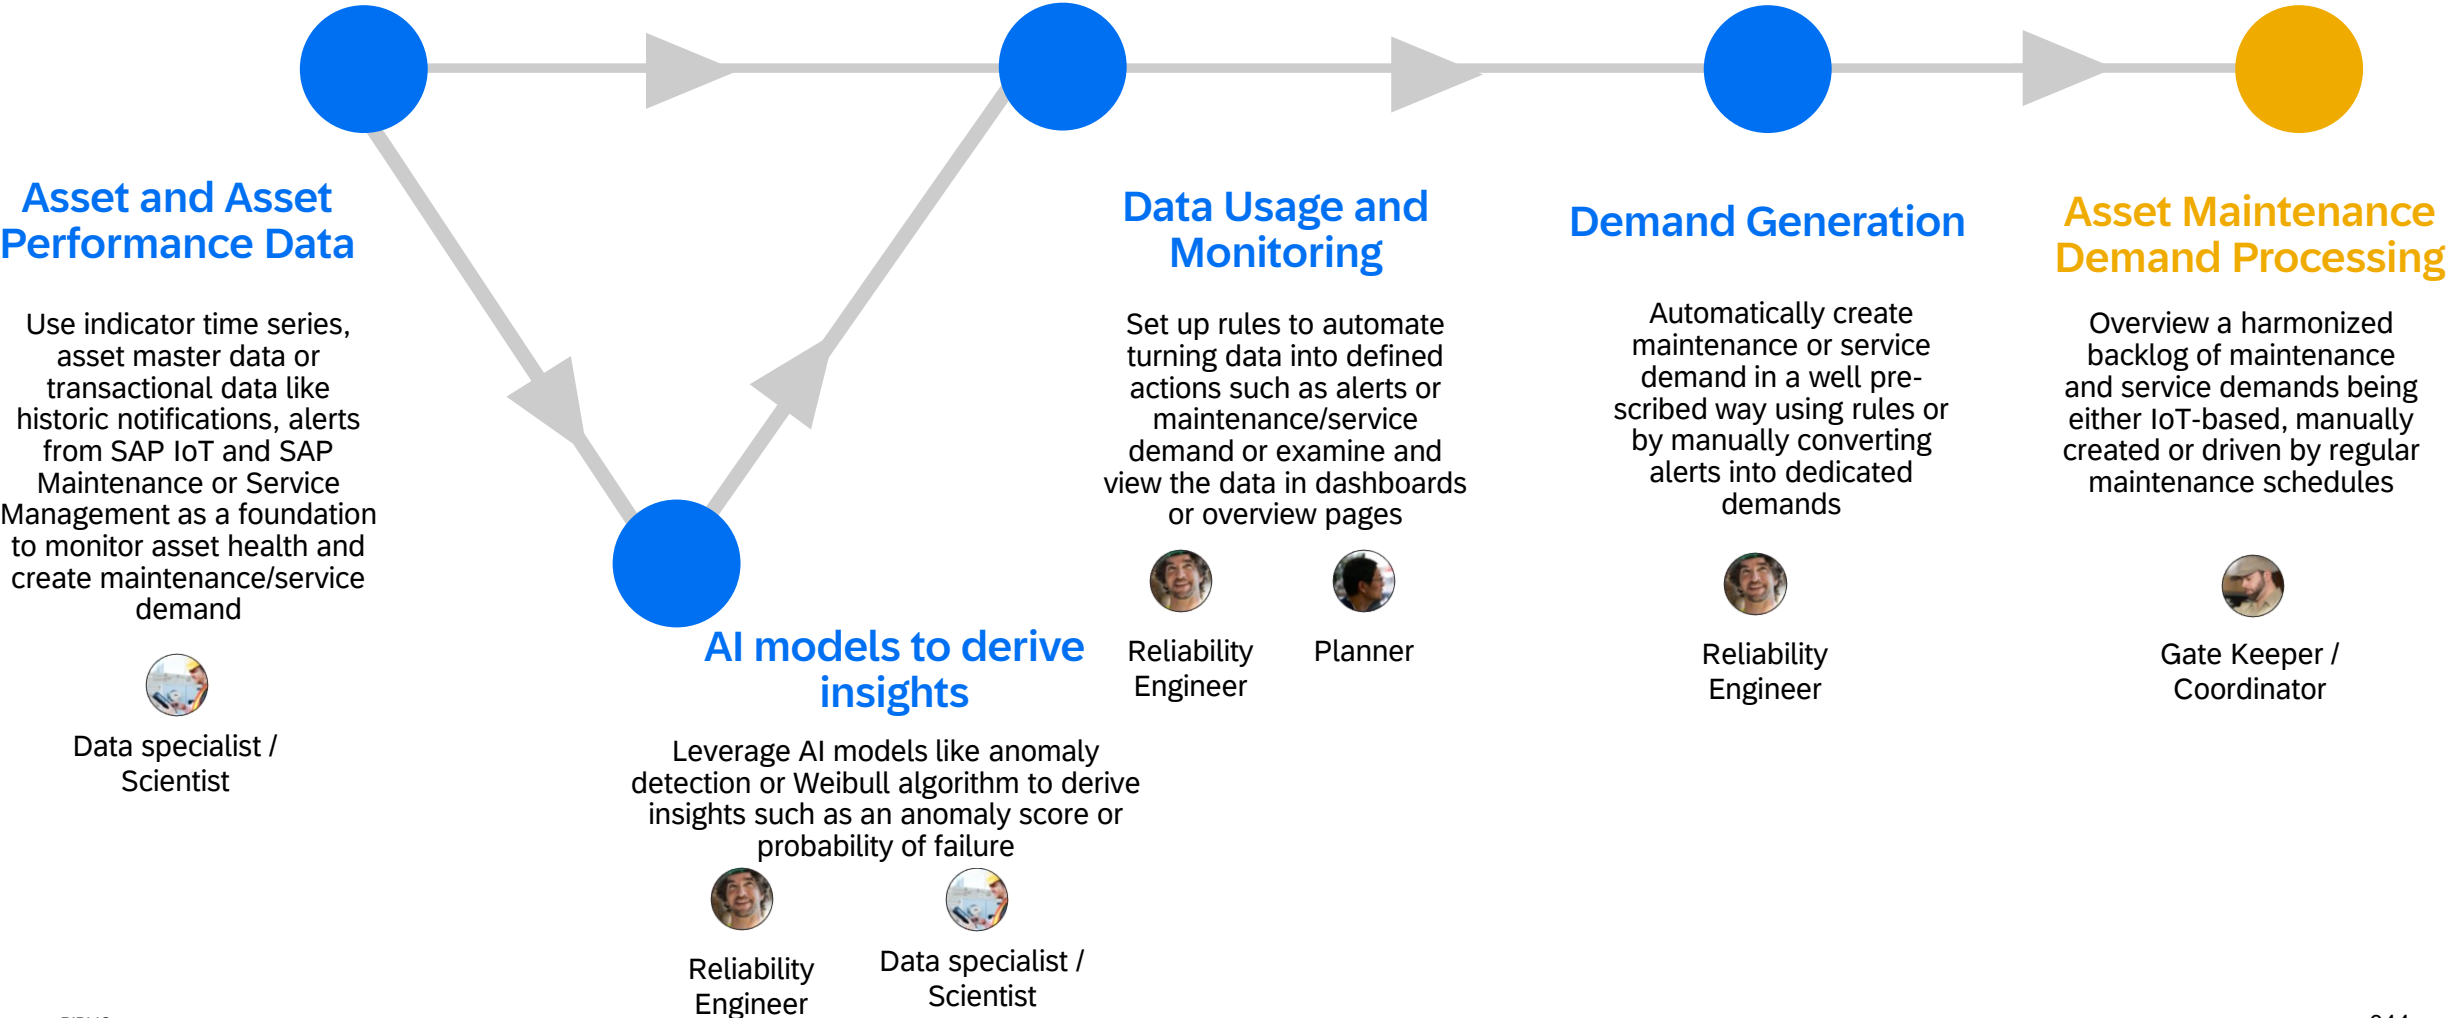 Asset and Asset
Performance Data
Use indicator time series,
asset master data or
transactional data like
historic notifications, alerts
from SAP IoT and SAP
Maintenance or Service
Management as a foundation
to monitor asset health and
create maintenance/service
demand
Data specialist /
Scientist
AI models to derive
insights
Leverage AI models like anomaly
detection or Weibull algorithm to derive
insights such as an anomaly score or
probability of failure
Reliability
Engineer
Data specialist /
Scientist
Data Usage and
Monitoring
Set up rules to automate
turning data into defined
actions such as alerts or
maintenance/service
demand or examine and
view the data in dashboards
or overview pages
Reliability
Engineer
Planner
Demand Generation
Automatically create
maintenance or service
demand in a well pre-
scribed way using rules or
by manually converting
alerts into dedicated
demands
Reliability
Engineer
Asset Maintenance
Demand Processing
Overview a harmonized
backlog of maintenance
and service demands being
either IoT-based, manually
created or driven by regular
maintenance schedules
Gate Keeper /
Coordinator